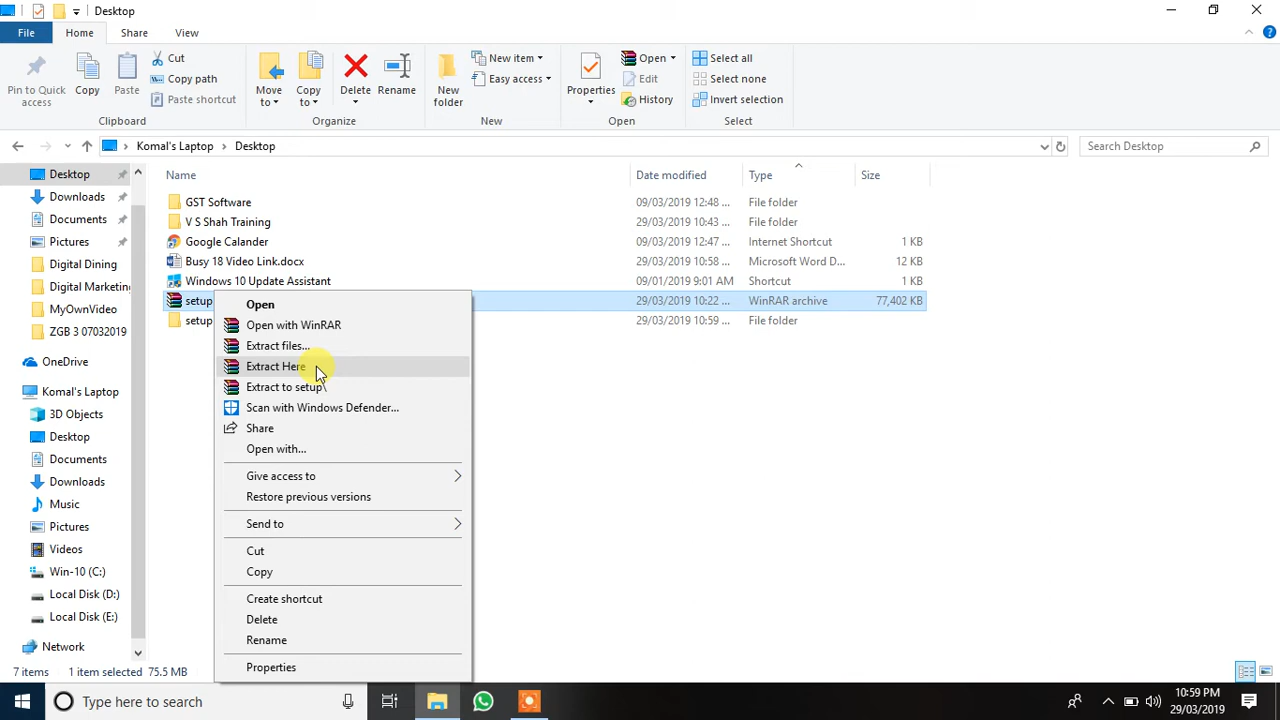 Desktop
File Home Share View
Pin to Quick access
Copy
Paste
Cut
Copy path
Paste shortcut
Clipboard
Move to
Copy to
Delete
Rename
Organize
New folder
New item
Easy access
New
Properties
Open
Edit
History
Open
Select all
Select none
Invert selection
Select
Komal's Laptop Desktop
Search Desktop
Desktop
Downloads
Documents
Pictures
Digital Dining
Digital Marketing
MyOwnVideo
ZGB 3 07032019
OneDrive
Komal's Laptop
3D Objects
Desktop
Documents
Downloads
Music
Pictures
Videos
Win-10 (C:)
Local Disk (D:)
Local Disk (E:)
Network
Name Date modified Type Size
GST Software 09/03/2019 12:48 ... File folder
V S Shah Training 29/03/2019 10:43 ... File folder
Google Calander 09/03/2019 12:47 ... Internet Shortcut 1 KB
Busy 18 Video Link.docx 29/03/2019 10:58 ... Microsoft Word D... 12 KB
Windows 10 Update Assistant 09/01/2019 9:01 AM Shortcut 1 KB
setup 29/03/2019 10:22 ... WinRAR archive 77,402 KB
setup 29/03/2019 10:59 ... File folder
Open
Open with WinRAR
Extract files...
Extract Here
Extract to setup\
Scan with Windows Defender...
Share
Open with...
Give access to
Restore previous versions
Send to
Cut
Copy
Create shortcut
Delete
Rename
Properties
7 items 1 item selected 75.5 MB
Type here to search
10:59 PM
29/03/2019